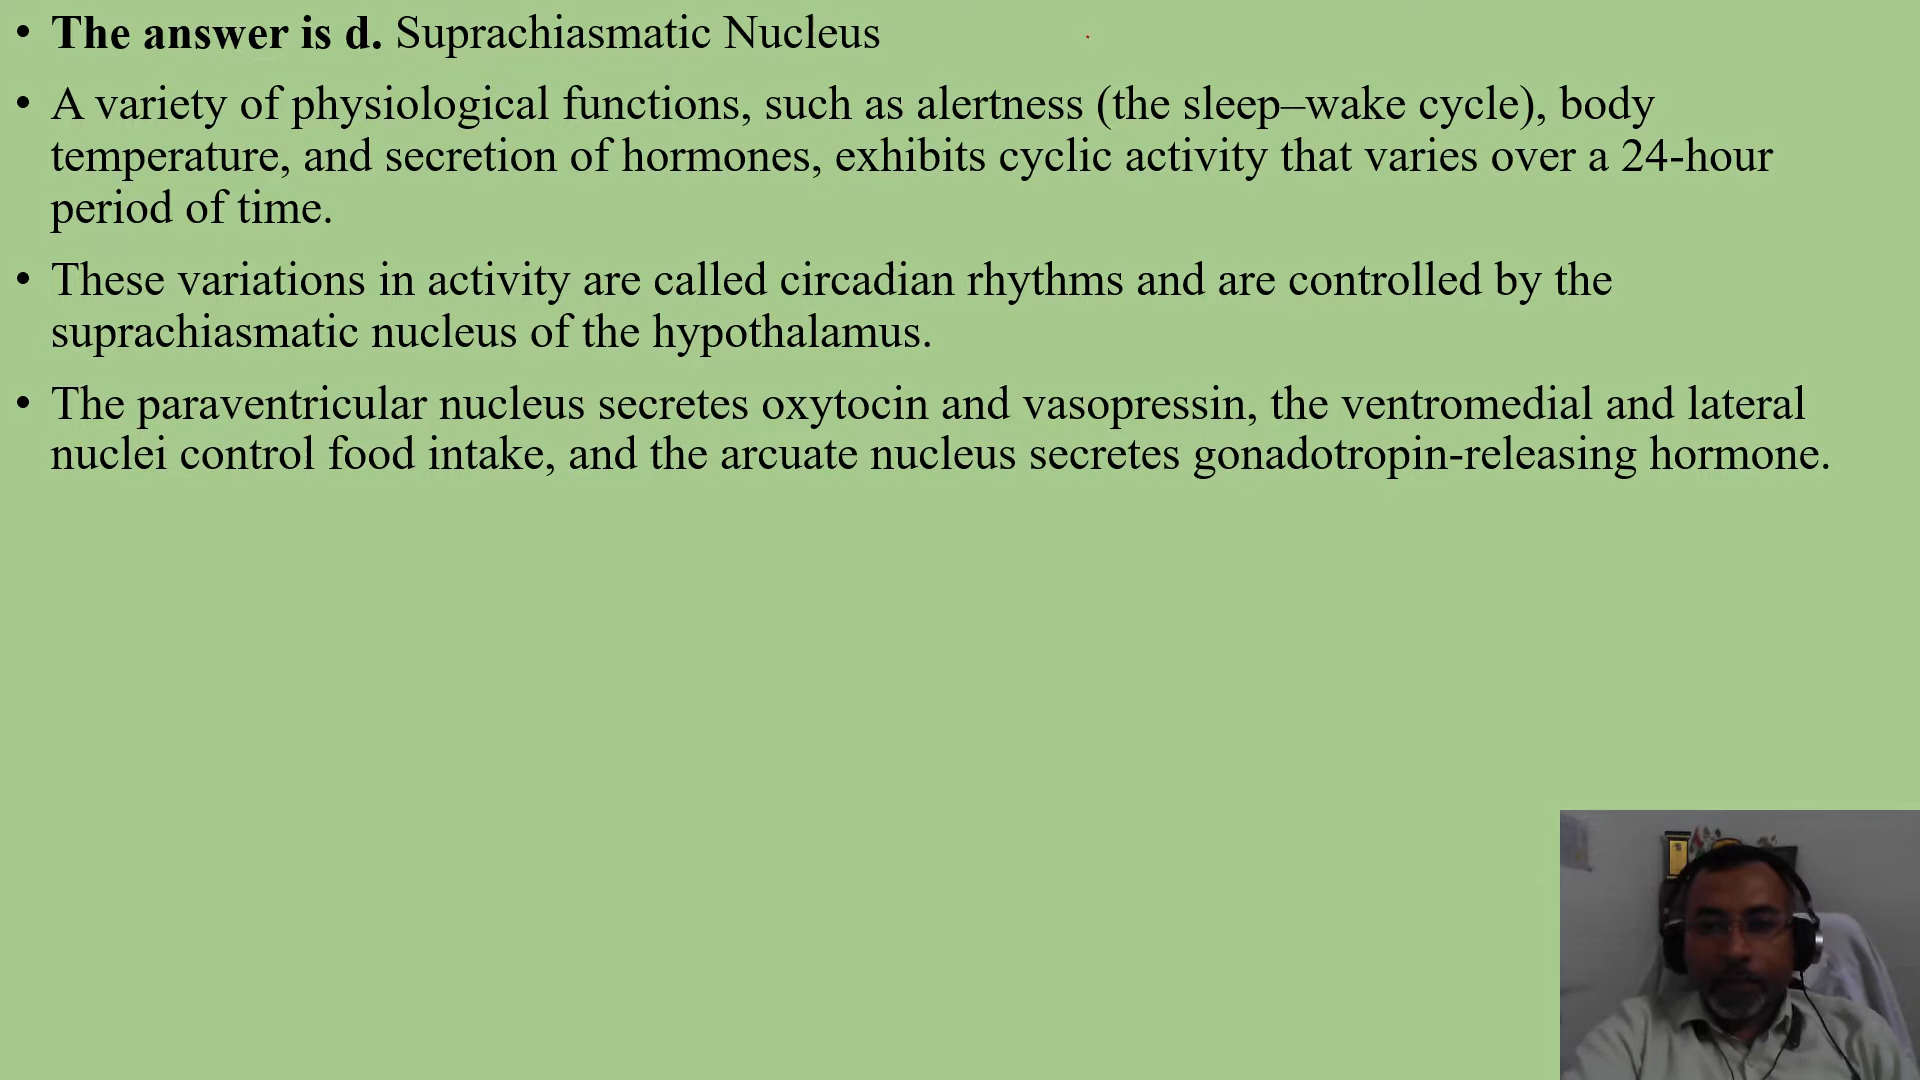 • The answer is d. Suprachiasmatic Nucleus
• A variety of physiological functions, such as alertness (the sleep–wake cycle), body
temperature, and secretion of hormones, exhibits cyclic activity that varies over a 24-hour
period of time.
• These variations in activity are called circadian rhythms and are controlled by the
suprachiasmatic nucleus of the hypothalamus.
• The paraventricular nucleus secretes oxytocin and vasopressin, the ventromedial and lateral
nuclei control food intake, and the arcuate nucleus secretes gonadotropin-releasing hormone.